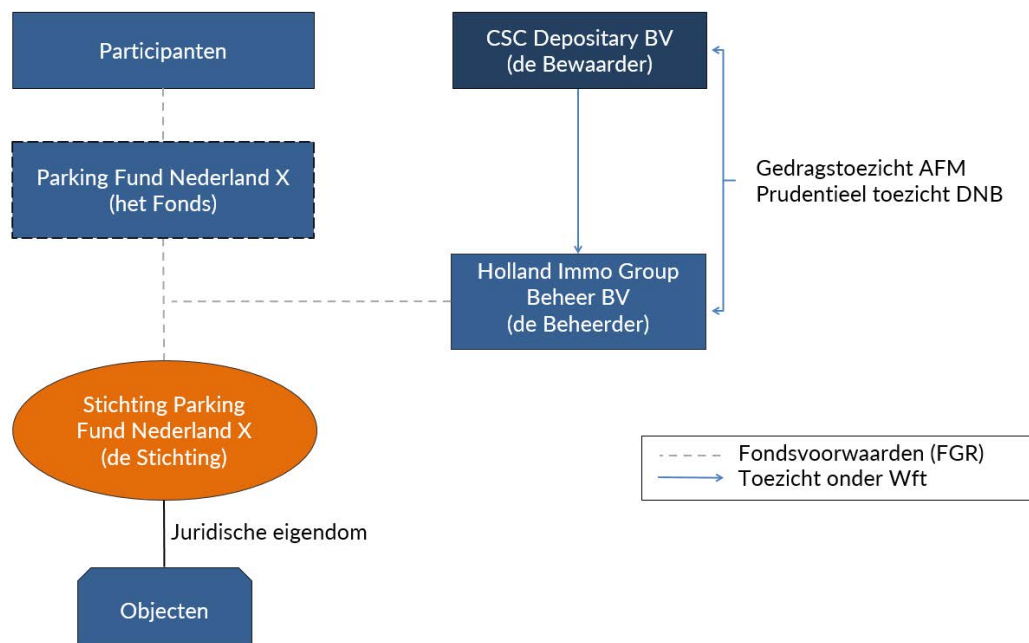 Participanten
CSC Depositary BV
(de Bewaarder)
Parking Fund Nederland X
(het Fonds)
Gedragstoezicht AFM
Prudentieel toezicht DNB
Holland Immo Group
Beheer BV
(de Beheerder)
Stichting Parking
Fund Nederland X
(de Stichting)
Fondsvoorwaarden (FGR)
Toezicht onder Wft
Juridische eigendom
Objecten